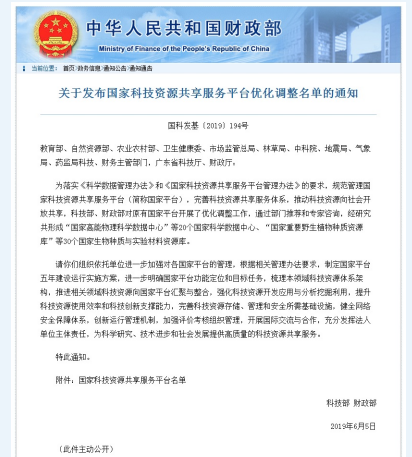 中华人民共和国财政部
Ministry of Finance of the People's Republic of China
当前位置：首页>政务信息>通知公告>通知通告
关于发布国家科技资源共享服务平台优化调整名单的通知
国科发基〔2019〕194号
教育部、自然资源部、农业农村部、卫生健康委、市场监管总局、林草局、中科院、地震局、气象
局、药监局科技、财务主管部门，广东省科技厅、财政厅。
为落实《科学数据管理办法》和《国家科技资源共享服务平台管理办法》的要求，规范管理国
家科技资源共享服务平台（简称国家平台），完善科技资源共享服务体系，推动科技资源向社会开
放共享，科技部、财政部对原有国家平台开展了优化调整工作，通过部门推荐和专家咨询，经研究
共形成“国家高能物理科学数据中心”等20个国家科学数据中心、“国家重要野生植物种质资源
库”等30个国家生物种质与实验材料资源库。
请你们组织依托单位进一步加强对各国家平台的管理，根据相关管理办法要求，制定国家平台
五年建设运行实施方案，进一步明确国家平台功能定位和目标任务，梳理本领域科技资源体系架
构，推进相关领域科技资源向国家平台汇聚与整合，强化科技资源开发应用与分析挖掘利用，提升
科技资源使用效率和科技创新支撑能力，完善科技资源存储、管理和安全所需基础设施，健全网络
安全保障体系，创新运行管理机制，加强评价考核组织管理，开展国际交流与合作，充分发挥法人
单位主体责任，为科学研究、技术进步和社会发展提供高质量的科技资源共享服务。
特此通知。
附件：国家科技资源共享服务平台名单
科技部 财政部
2019年6月5日
（此件主动公开）